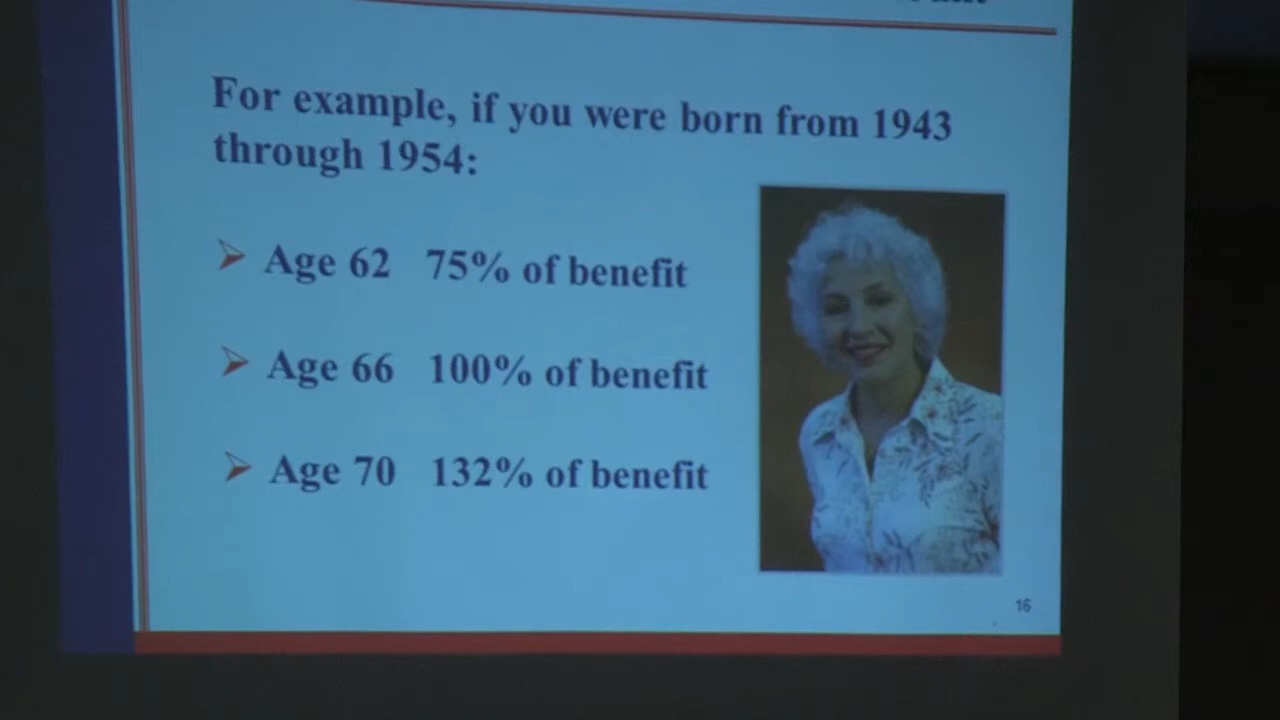 For example, if you were born from 1943
through 1954:
Age 62 75% of benefit
Age 66 100% of benefit
Age 70 132% of benefit
16